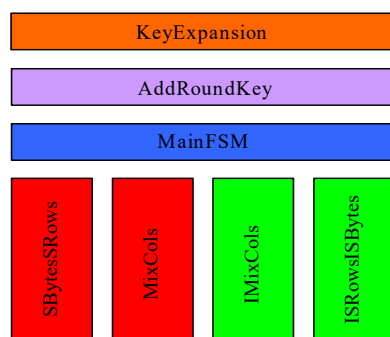 KeyExpansion
AddRoundKey
MainFSM
SBytesSRows
MixCols
IMixCols
ISRowsISBytes